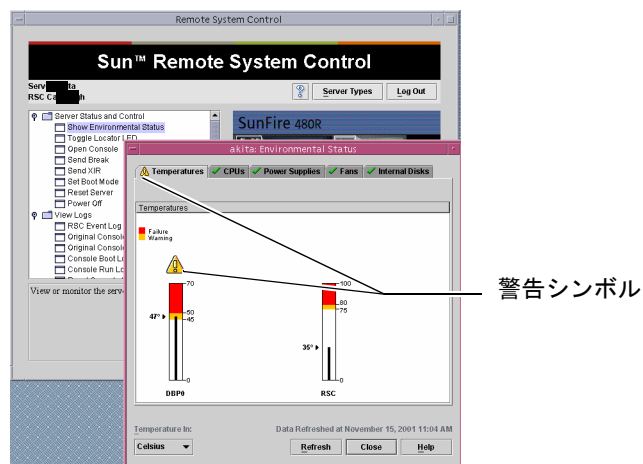 Remote System Control
Sun™ Remote System Control
Server Types
Log Out
RSC
Server Status and Control
Show Environmental Status
Toggle Locator LED
Open Console
Send Break
Send XIR
Set Boot Mode
Reset Server
Power Off
View Logs
RSC Event Log
Original
Original
Console Boot
Console Run
View or monitor the
SunFire 480R
akita: Environmental Status
Temperatures
CPUs
Power Supplies
Fans
Internal Disks
Temperatures
Failure
Warning
70
50
45
47°
0
DBP0
100
80
75
35°
0
RSC
警告シンボル
Temperature In:
Data Refreshed at November 15, 2001 11:04 AM
Celsius
Refresh
Close
Help